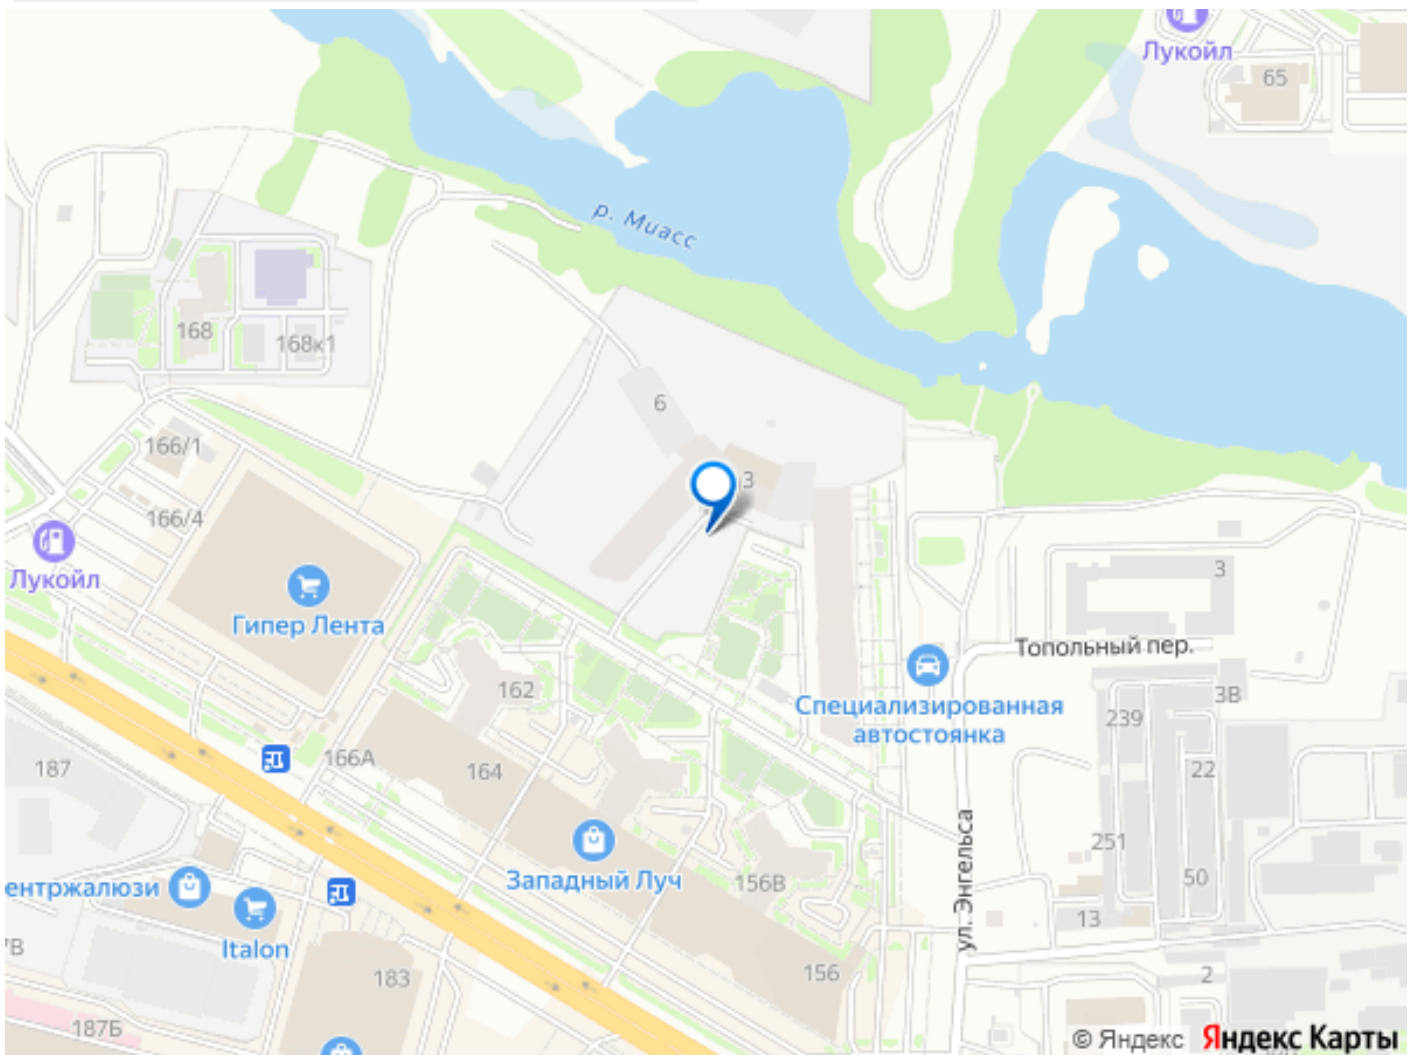 Лукойл
65
р. Миасс
168
168к1
6
166/1
3
166/4
Лукойл
Гипер Лента
3
Топольный пер.
162
Специализированная
автостоянка
3В
239
166А
164
187
22
ул. Энгельса
251
Западный Луч
156В
50
ентржалюзи
13
Italon
7В
183
156
2
187Б
© Яндекс Яндекс Карты